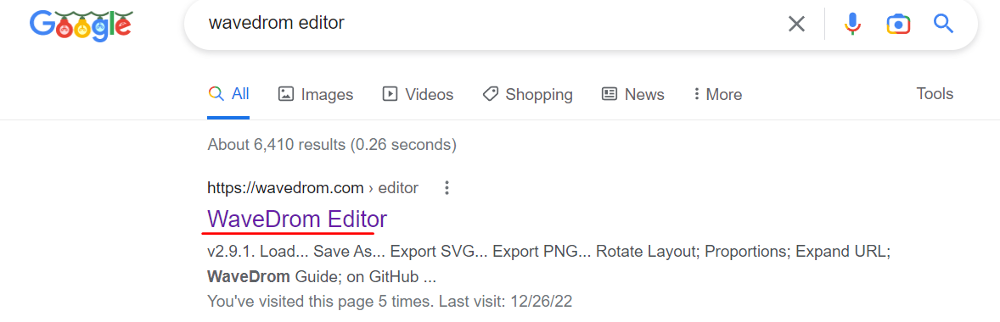 Google
wavedrom editor
All Images Videos Shopping News More Tools
About 6,410 results (0.26 seconds)
https://wavedrom.com › editor
WaveDrom Editor
v2.9.1. Load... Save As... Export SVG... Export PNG... Rotate Layout; Proportions; Expand URL;
WaveDrom Guide; on GitHub ...
You've visited this page 5 times. Last visit: 12/26/22